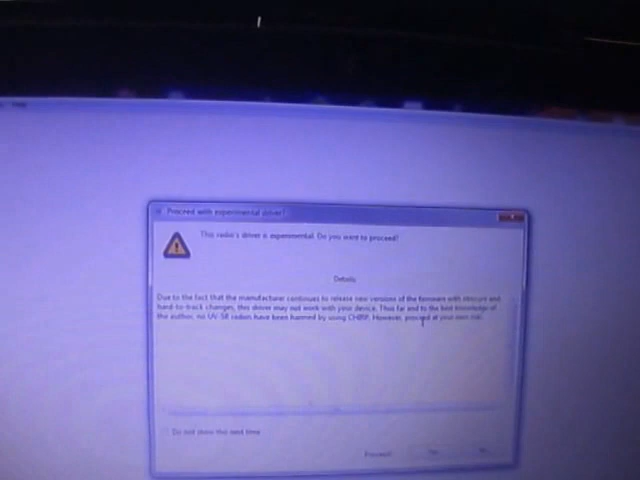 Help
Proceed with experimental driver?
This radio's driver is experimental. Do you want to proceed?
Details
Due to the fact that the manufacturer continues to release new versions of the firmware with obscure and
hard-to-track changes, this driver may not work with your device. Thus far and to the best knowledge of
the author, no UV-5R radios have been harmed by using CHIRP. However, proceed at your own risk.
Do not show this next time
Proceed?
Yes
No